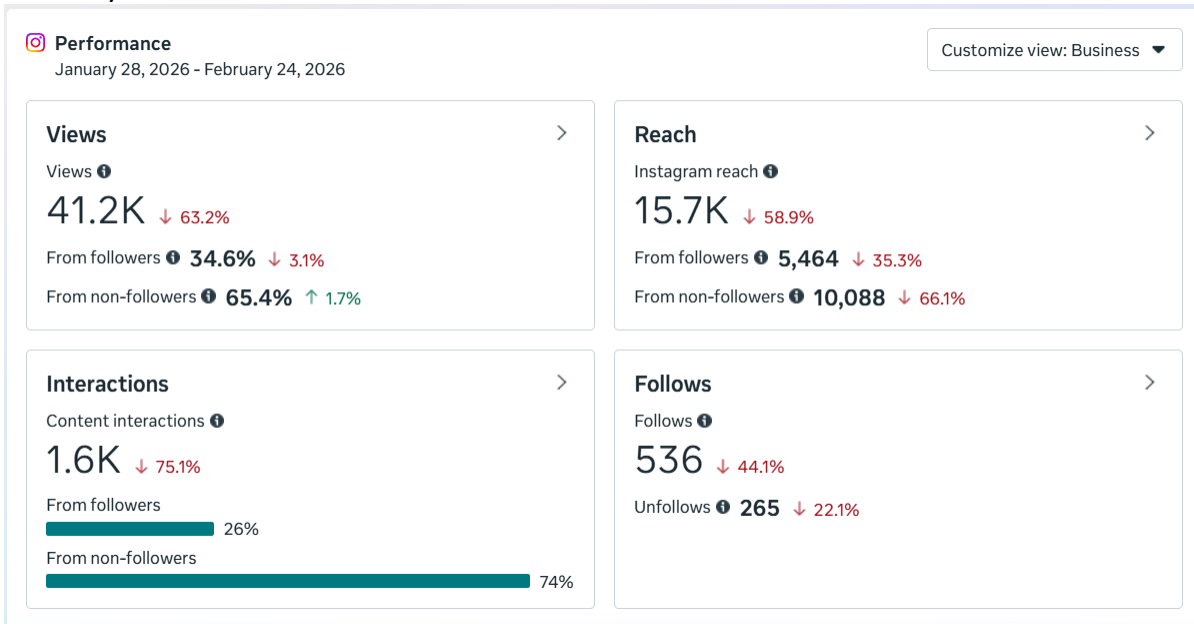 Performance
January 28, 2026 - February 24, 2026
Customize view: Business
Views
Views
41.2K ↓ 63.2%
From followers 34.6% ↓ 3.1%
From non-followers 65.4% ↑ 1.7%
Reach
Instagram reach
15.7K ↓ 58.9%
From followers 5,464 ↓ 35.3%
From non-followers 10,088 ↓ 66.1%
Interactions
Content interactions
1.6K ↓ 75.1%
From followers
26%
From non-followers
74%
Follows
Follows
536 ↓ 44.1%
Unfollows 265 ↓ 22.1%